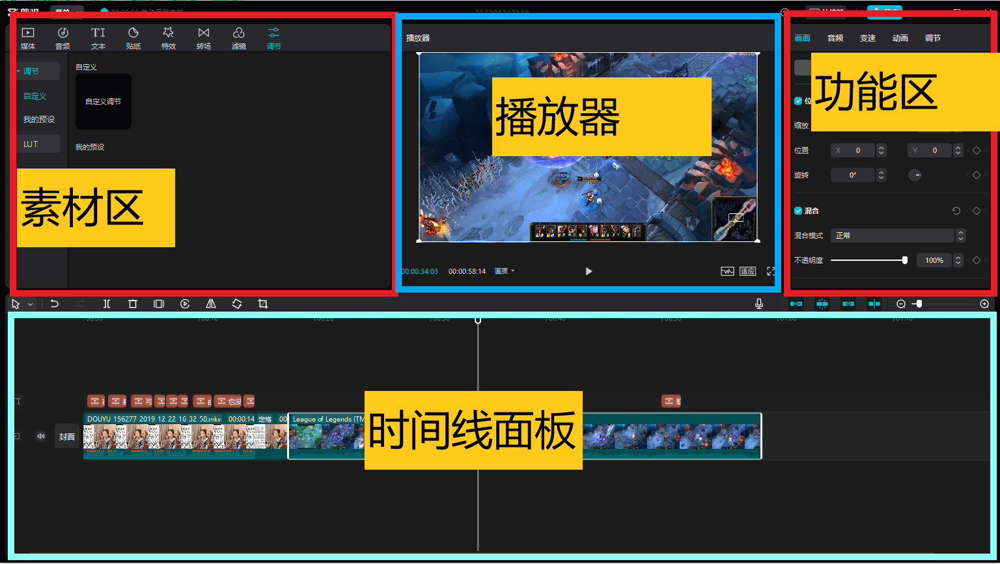 菜单
媒体 音频 文本 贴纸 特效 转场 滤镜 调节
调节
自定义
我的预设
LUT
自定义
自定义调节
我的预设
素材区
播放器
播放器
00:00:34:03 00:00:58:14 画质
适应
画面 音频 变速 动画 调节
功能区
缩放
位置 X 0 Y 0
旋转 0°
混合
混合模式 正常
不透明度 100%
可 也没
DOUYU 156277 2019 12 22 16 32 50.mkv 00:00:14 定格 00
League of Legends (TM
封面
时间线面板